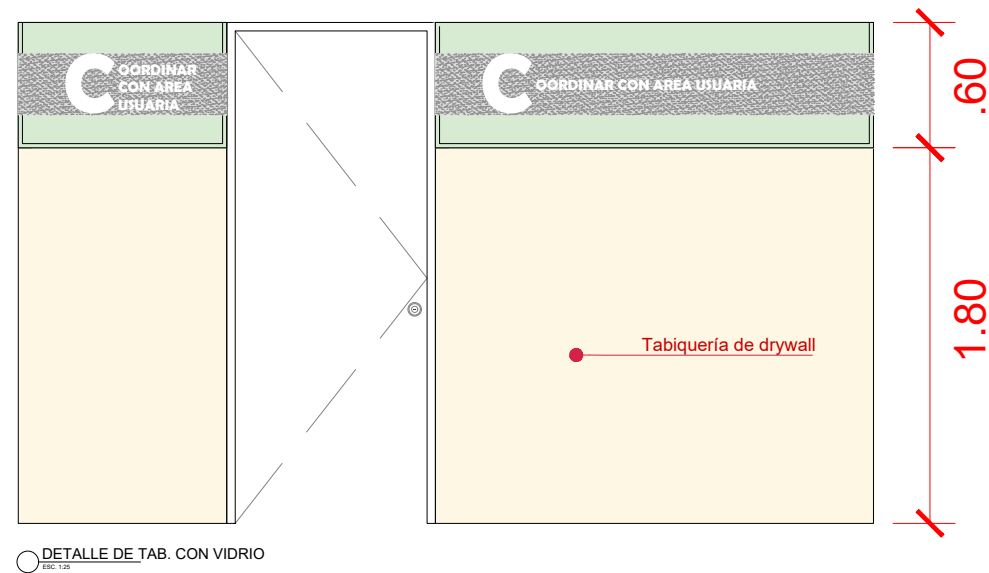 COORDINAR
CON AREA
USUARIA
COORDINAR CON AREA USUARIA
.60
1.80
Tabiquería de drywall
DETALLE DE TAB. CON VIDRIO
ESC. 1:25